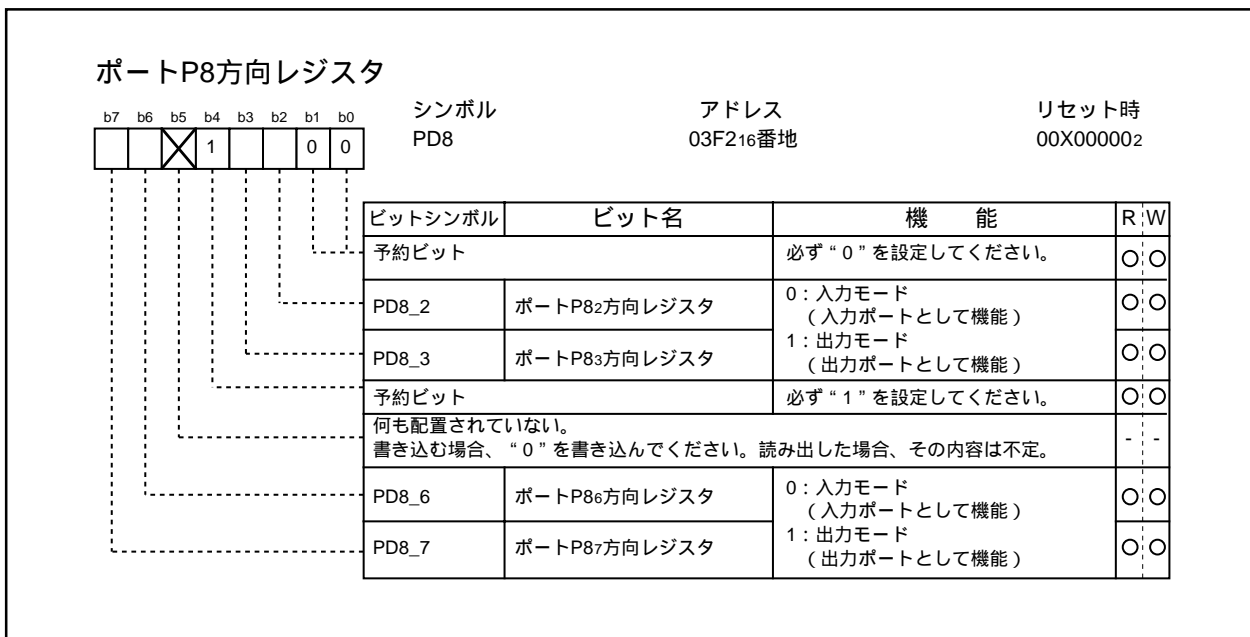 ポートP8方向レジスタ
b7 b6 b5 b4 b3 b2 b1 b0
1 0 0
シンボル アドレス リセット時
PD8 03F216番地 00X000002
ビットシンボル ビット名 機 能 R W
予約ビット 必ず“0”を設定してください。 ○ ○
PD8_2 ポートP82方向レジスタ 0:入力モード ○ ○
(入力ポートとして機能)
PD8_3 ポートP83方向レジスタ 1:出力モード ○ ○
(出力ポートとして機能)
予約ビット 必ず“1”を設定してください。 ○ ○
何も配置されていない。
書き込む場合、“0”を書き込んでください。読み出した場合、その内容は不定。 - -
PD8_6 ポートP86方向レジスタ 0:入力モード ○ ○
(入力ポートとして機能)
PD8_7 ポートP87方向レジスタ 1:出力モード ○ ○
(出力ポートとして機能)